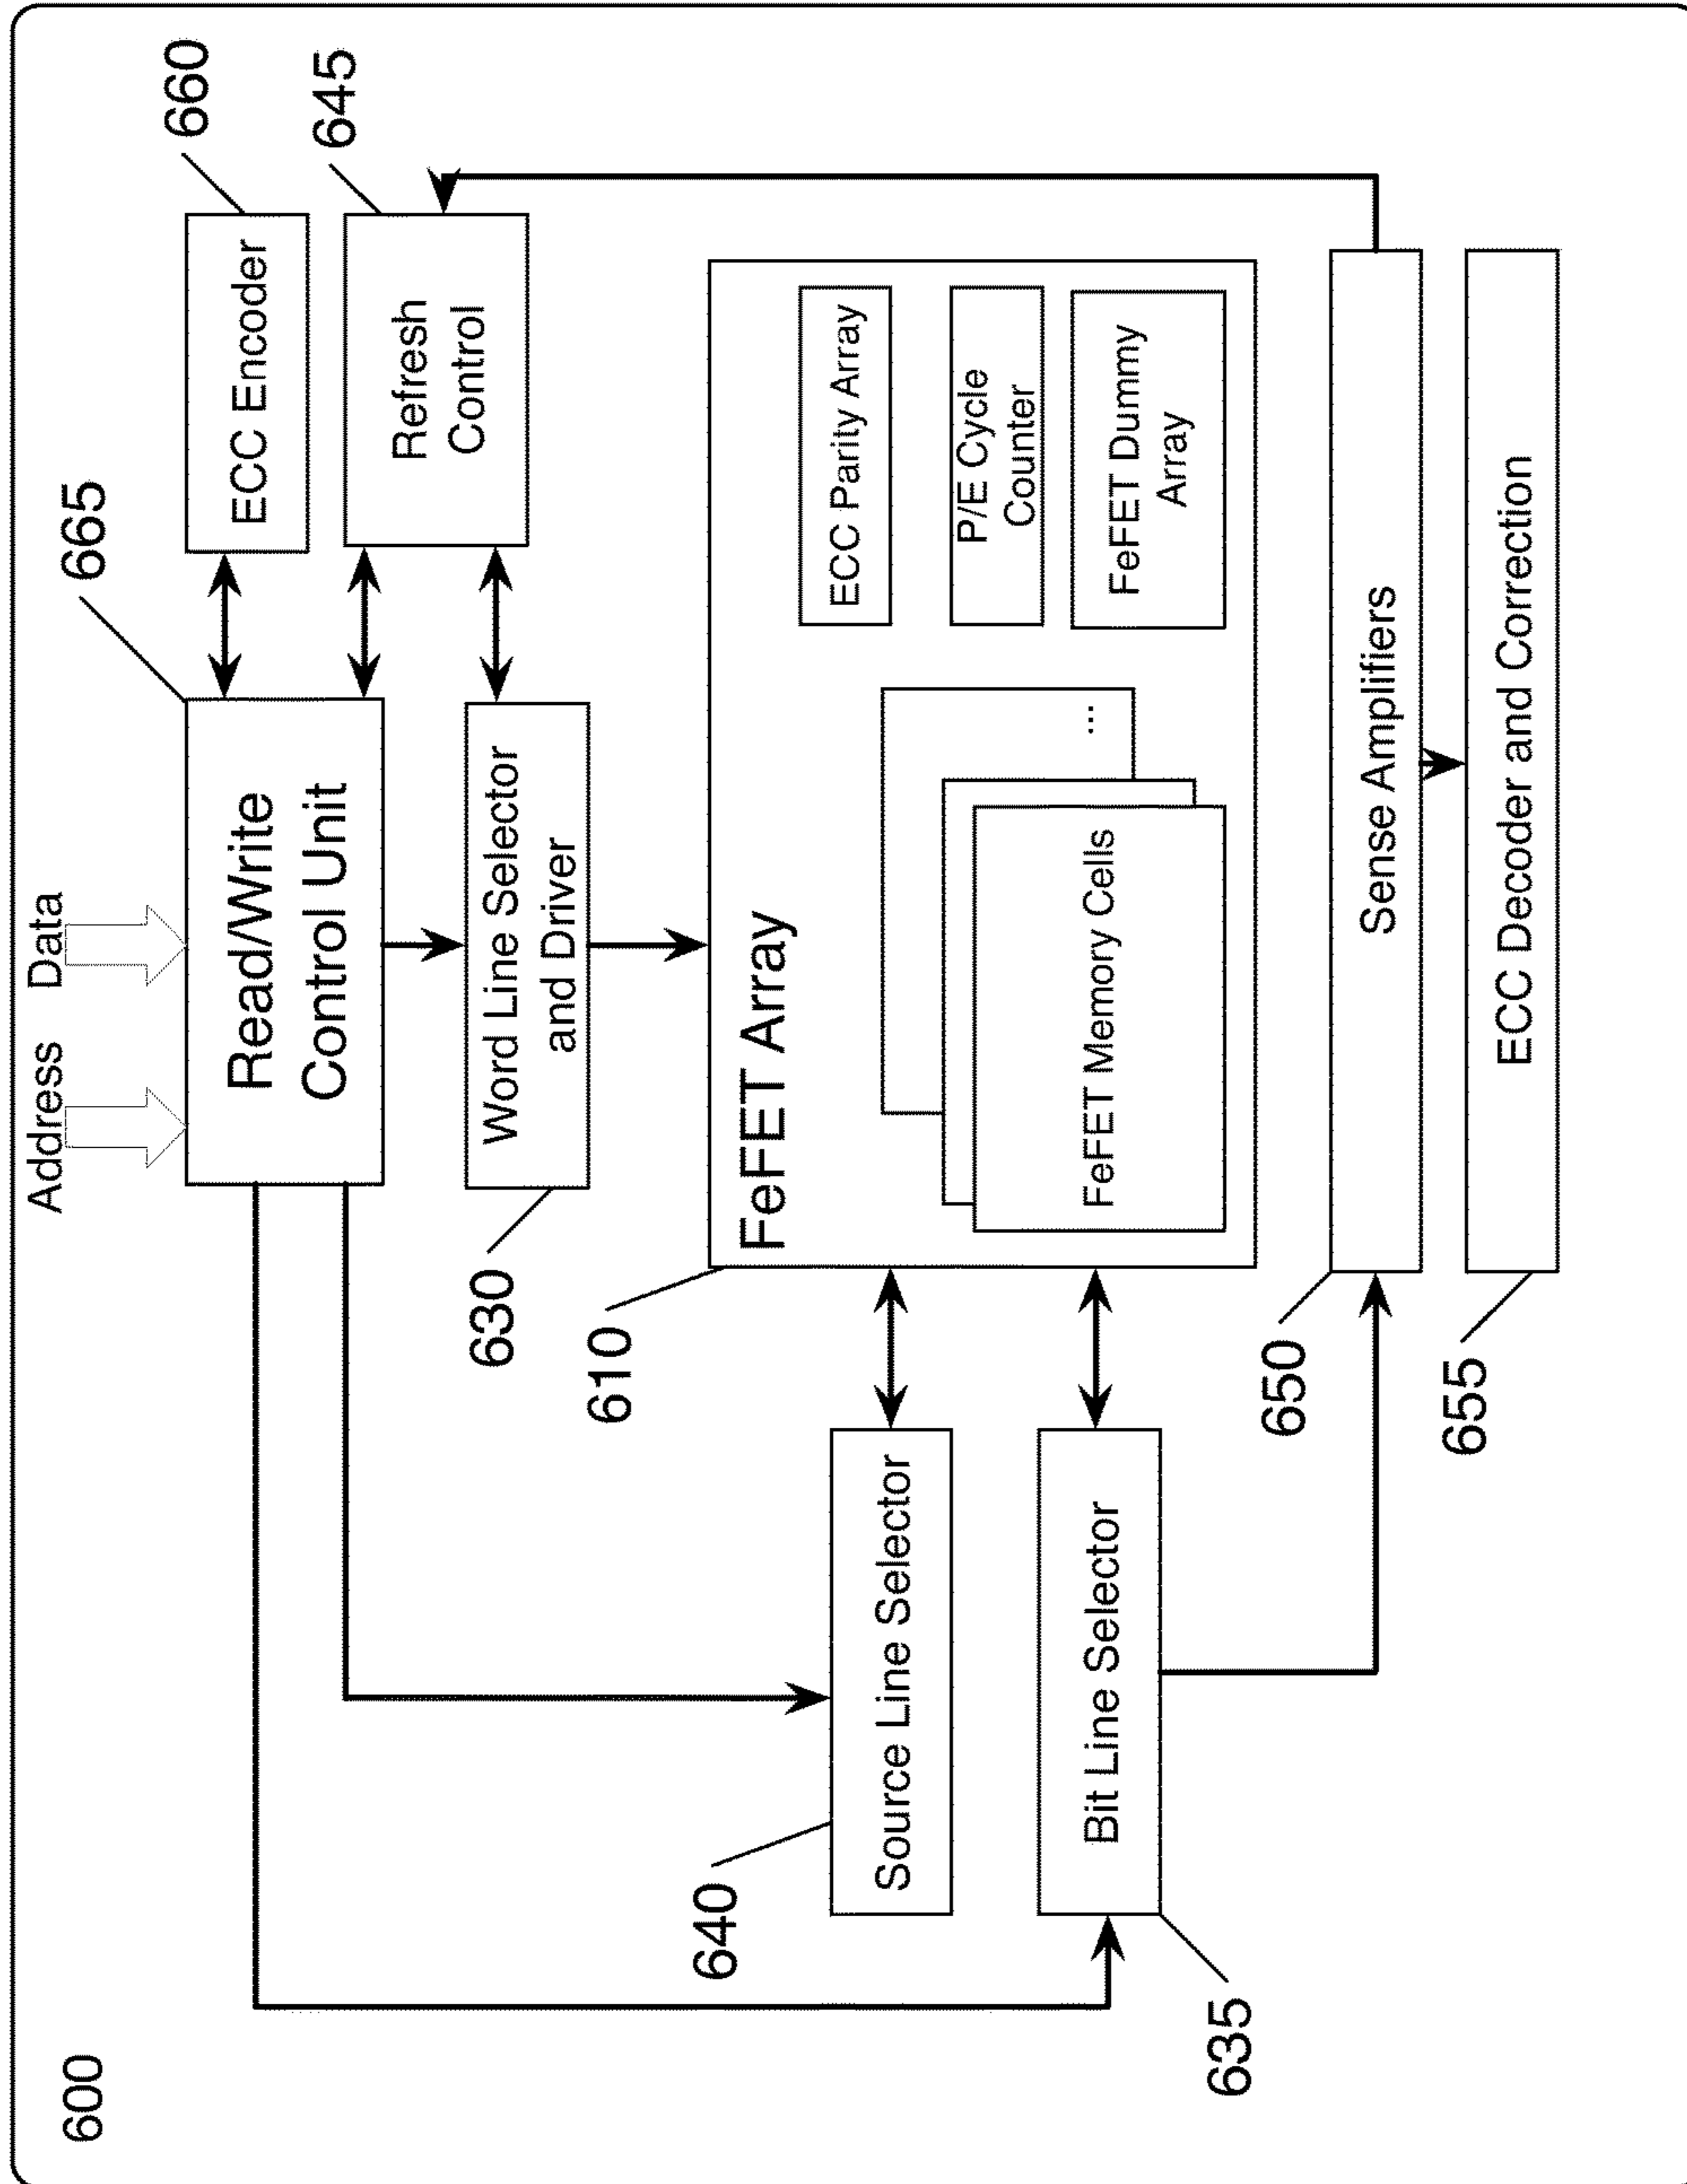 600
Address
Data
665
660
Read/Write
Control Unit
ECC Encoder
645
Refresh
Control
Word Line Selector
and Driver
630
610
FeFET Array
ECC Parity Array
P/E Cycle
Counter
FeFET Dummy
Array
...
FeFET Memory Cells
640
Source Line Selector
Bit Line Selector
635
650
Sense Amplifiers
655
ECC Decoder and Correction